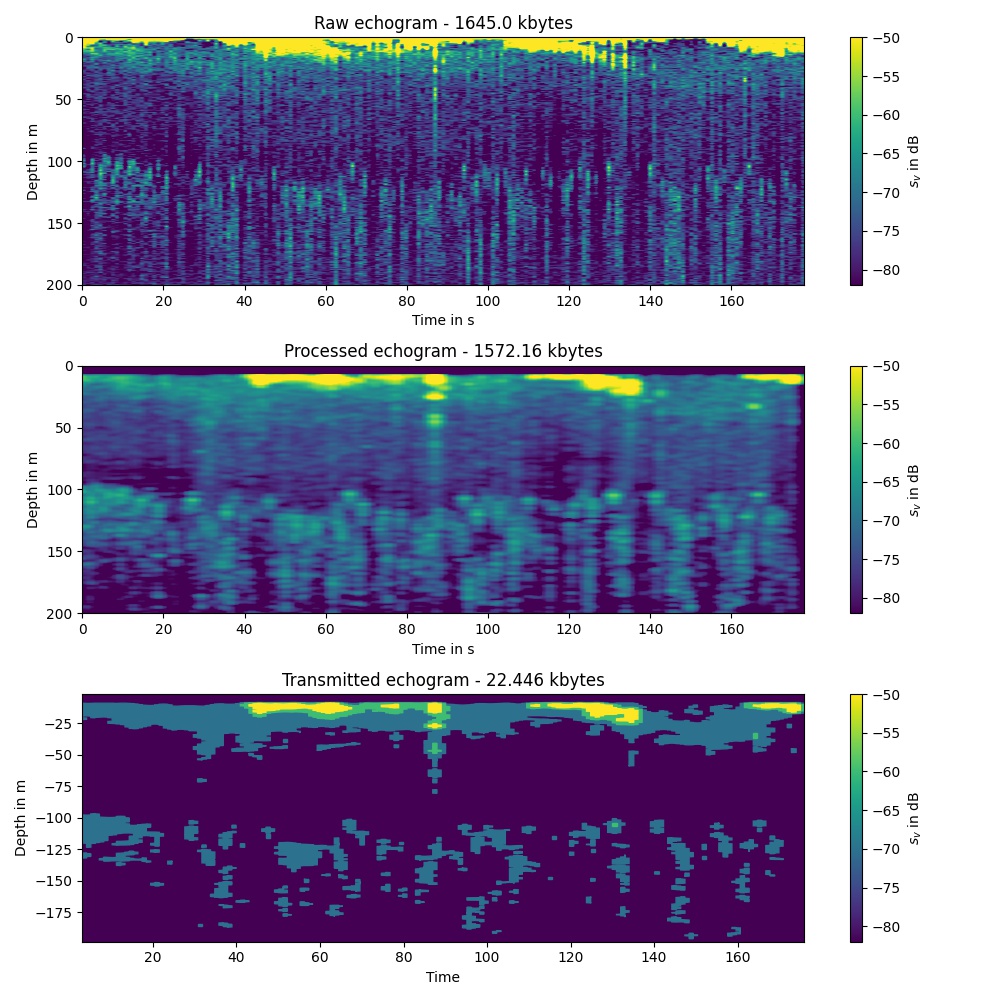 Raw echogram - 1645.0 kbytes
0
50
100
150
200
Depth in m
0 20 40 60 80 100 120 140 160
Time in s
−50
−55
−60
−65
−70
−75
−80
sv in dB
Processed echogram - 1572.16 kbytes
0
50
100
150
200
Depth in m
0 20 40 60 80 100 120 140 160
Time in s
−50
−55
−60
−65
−70
−75
−80
sv in dB
Transmitted echogram - 22.446 kbytes
−25
−50
−75
−100
−125
−150
−175
Depth in m
20 40 60 80 100 120 140 160
Time
−50
−55
−60
−65
−70
−75
−80
sv in dB